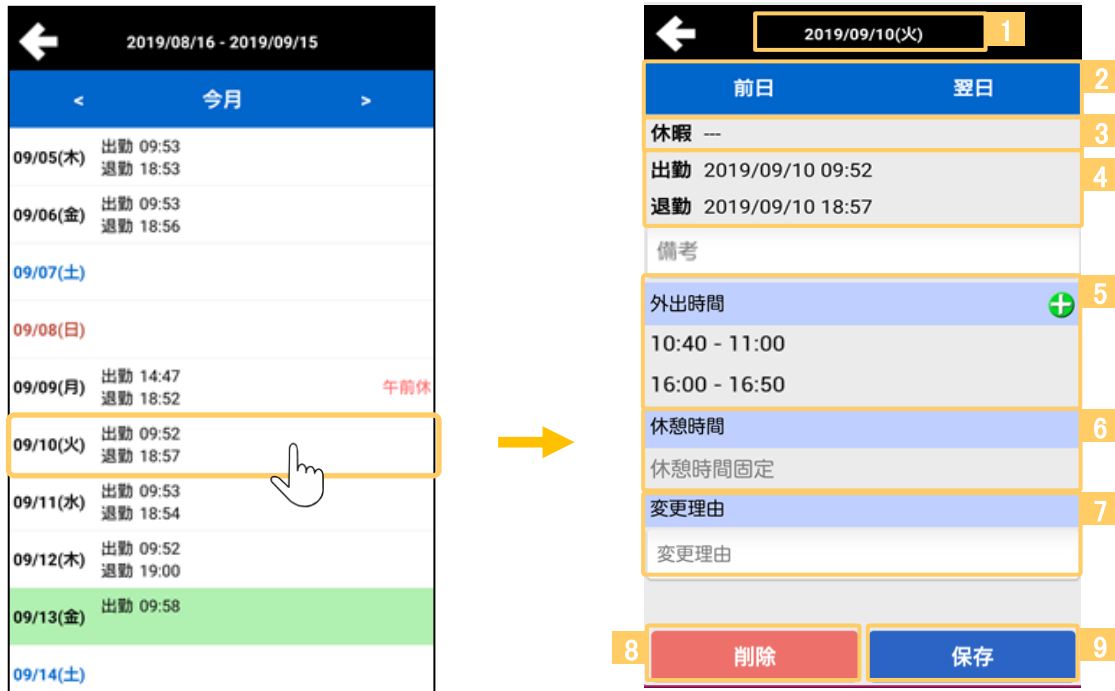 2019/08/16 - 2019/09/15
< 今月 >
09/05(木) 出勤 09:53
退勤 18:53
09/06(金) 出勤 09:53
退勤 18:56
09/07(土)
09/08(日)
09/09(月) 出勤 14:47
退勤 18:52
午前休
09/10(火) 出勤 09:52
退勤 18:57
09/11(水) 出勤 09:53
退勤 18:54
09/12(木) 出勤 09:52
退勤 19:00
09/13(金) 出勤 09:58
09/14(土)
2019/09/10(火) 1
前日 翌日 2
休暇 --- 3
出勤 2019/09/10 09:52
4
退勤 2019/09/10 18:57
備考
外出時間 5
10:40 - 11:00
16:00 - 16:50
休憩時間 6
休憩時間固定
変更理由 7
変更理由
8 削除 保存 9